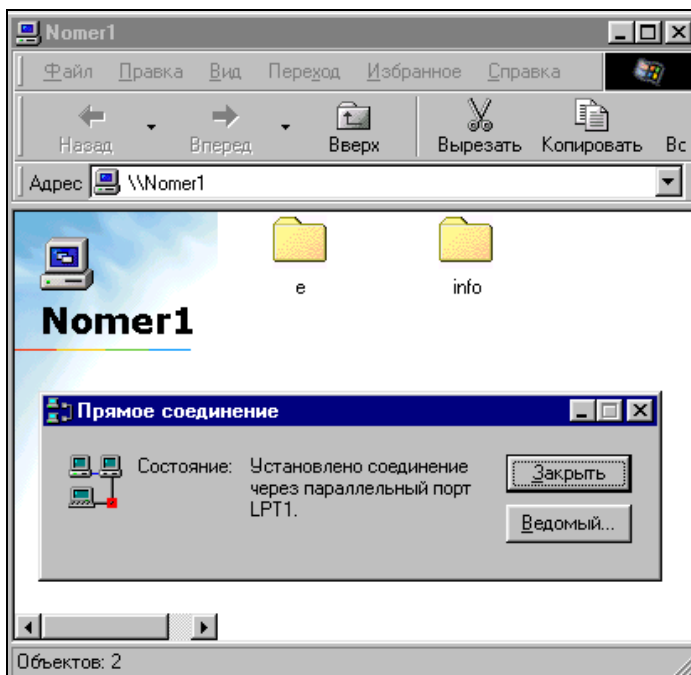 Nomer1
Файл Правка Вид Переход Избранное Справка
Назад Вперед Вверх Вырезать Копировать Вс
Адрес \\Nomer1
e info
Nomer1
Прямое соединение
Состояние: Установлено соединение
через параллельный порт
LPT1.
Закрыть
Ведомый...
Объектов: 2